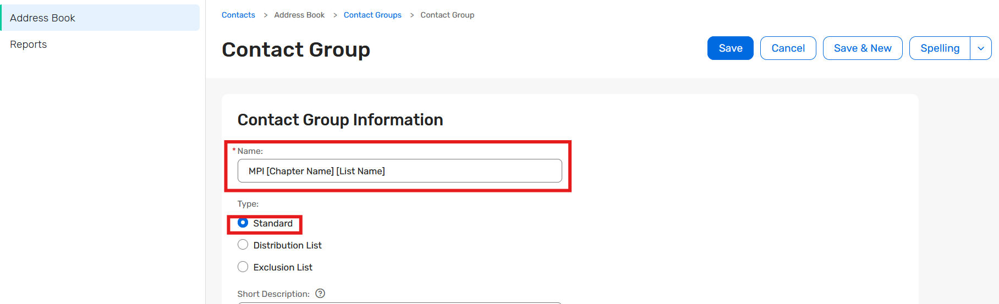 Address Book
Reports
Contacts > Address Book > Contact Groups > Contact Group
Contact Group
Save
Cancel
Save & New
Spelling
Contact Group Information
* Name:
MPI [Chapter Name] [List Name]
Type:
Standard
Distribution List
Exclusion List
Short Description: ?